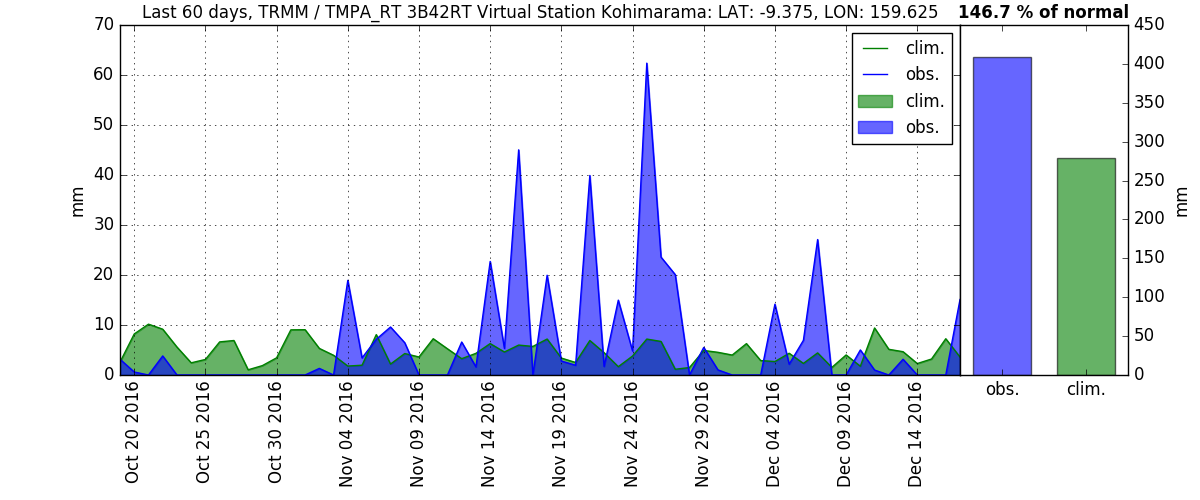 Last 60 days, TRMM / TMPA_RT 3B42RT Virtual Station Kohimarama: LAT: -9.375, LON: 159.625
146.7 % of normal
70
60
50
40
30
20
10
0
mm
clim.
obs.
clim.
obs.
450
400
350
300
250
200
150
100
50
0
mm
obs.
clim.
Oct 20 2016
Oct 25 2016
Oct 30 2016
Nov 04 2016
Nov 09 2016
Nov 14 2016
Nov 19 2016
Nov 24 2016
Nov 29 2016
Dec 04 2016
Dec 09 2016
Dec 14 2016